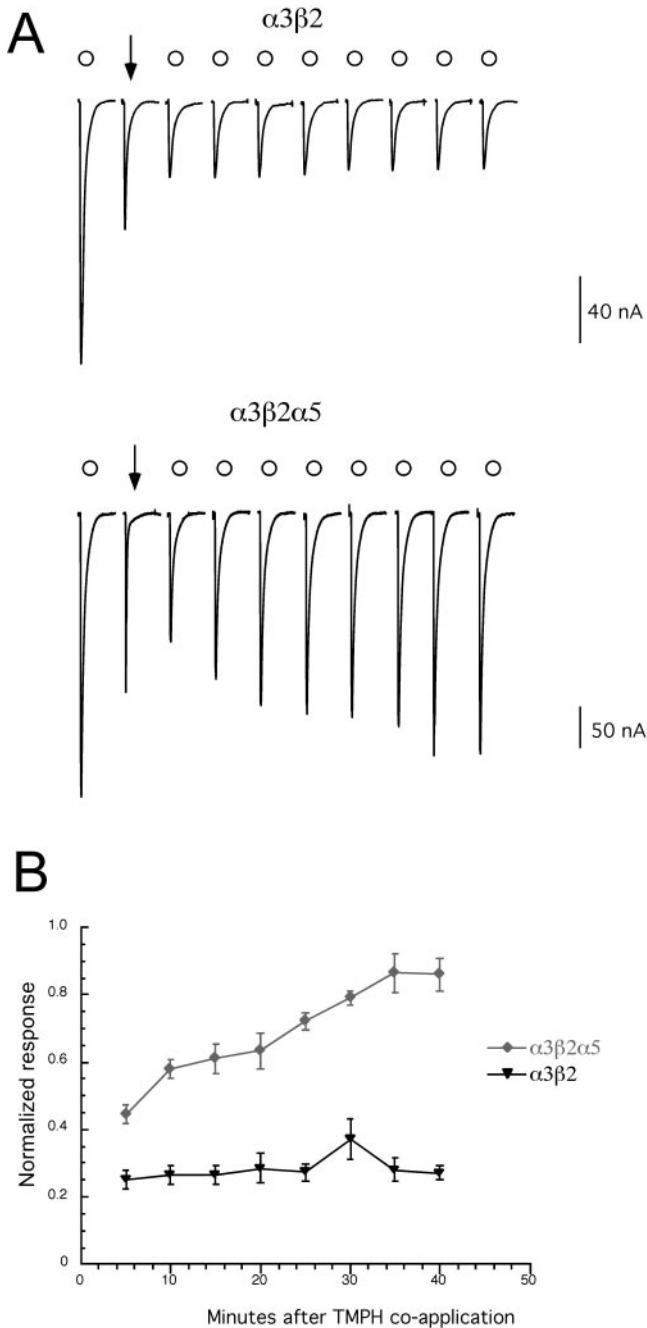 A
α3β2
40 nA
α3β2α5
50 nA
B
1.0
0.8
0.6
0.4
0.2
0
Normalized response
α3β2α5
α3β2
0 10 20 30 40 50
Minutes after TMPH co-application